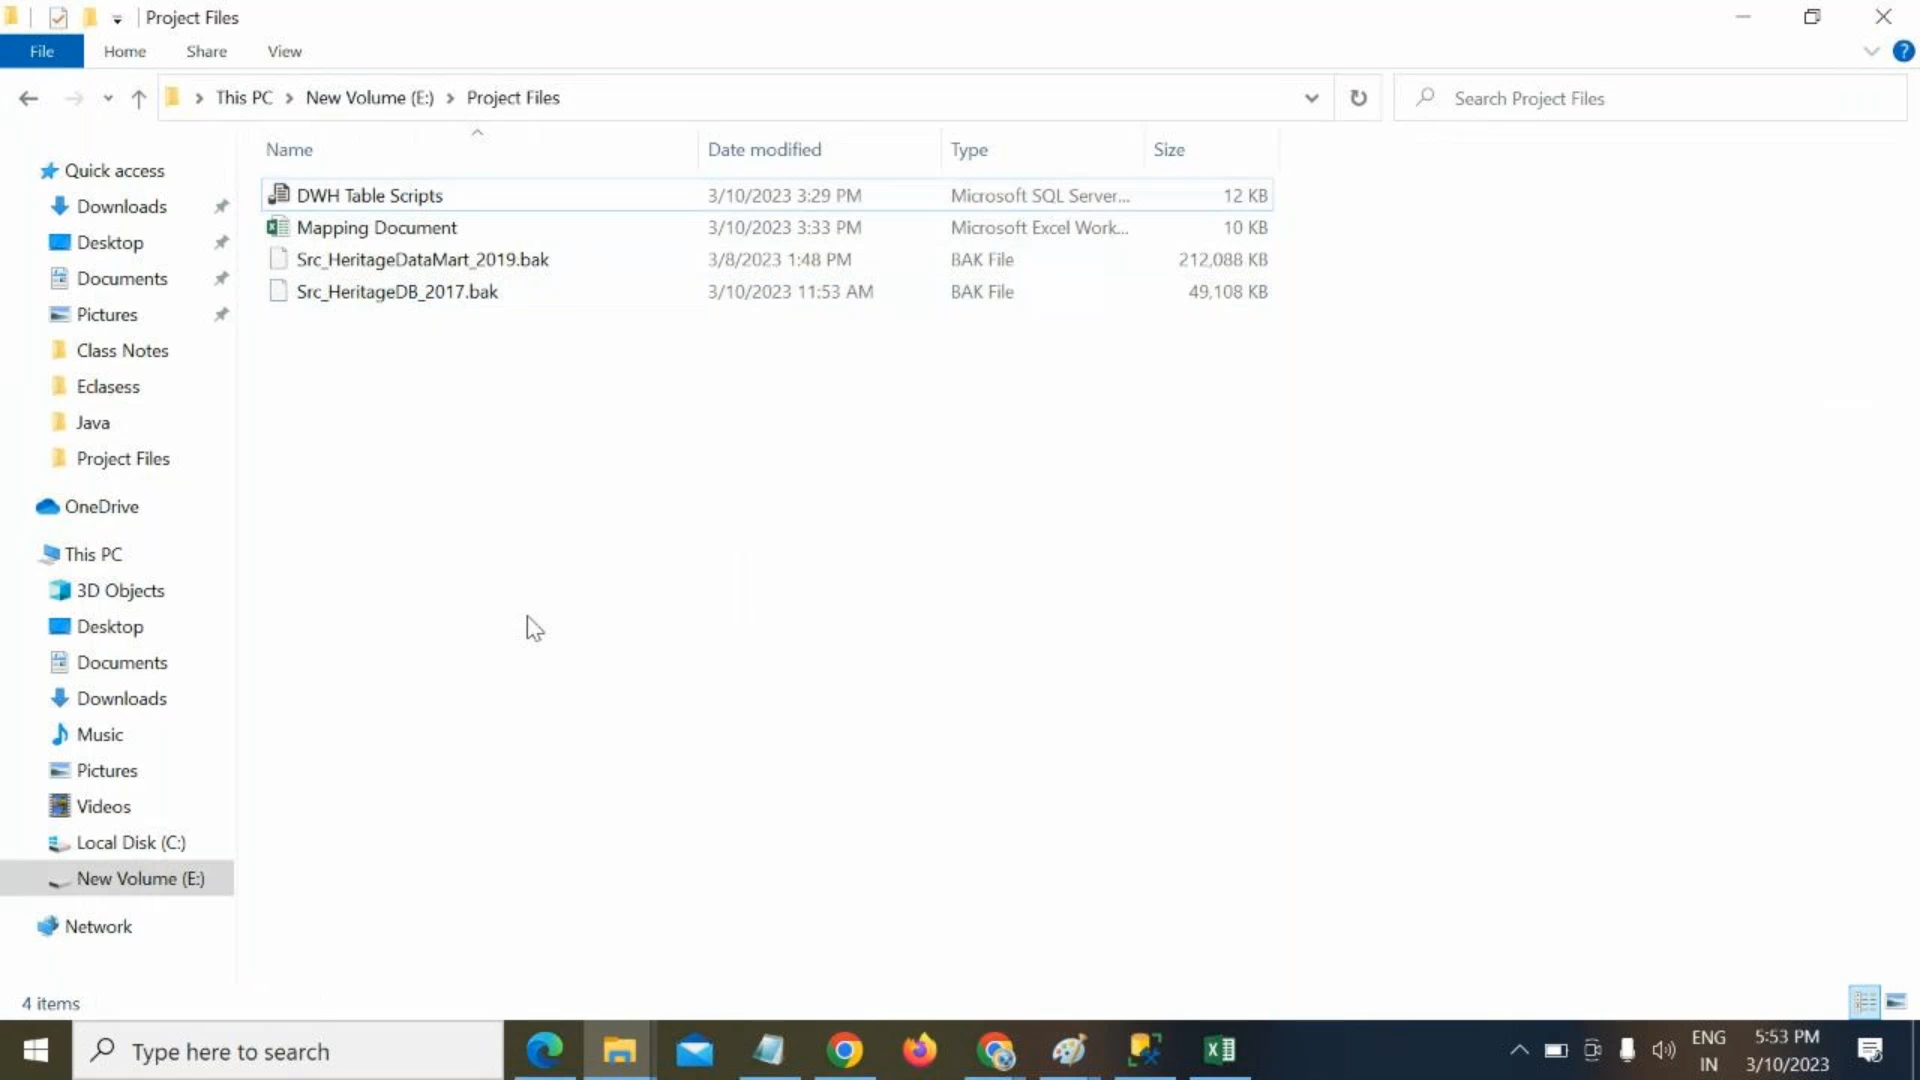 Project Files
File Home Share View
This PC New Volume (E:) Project Files
Search Project Files
Name Date modified Type Size
DWH Table Scripts 3/10/2023 3:29 PM Microsoft SQL Server... 12 KB
Mapping Document 3/10/2023 3:33 PM Microsoft Excel Work... 10 KB
Src_HeritageDataMart_2019.bak 3/8/2023 1:48 PM BAK File 212,088 KB
Src_HeritageDB_2017.bak 3/10/2023 11:53 AM BAK File 49,108 KB
Quick access
Downloads
Desktop
Documents
Pictures
Class Notes
Eclasess
Java
Project Files
OneDrive
This PC
3D Objects
Desktop
Documents
Downloads
Music
Pictures
Videos
Local Disk (C:)
New Volume (E:)
Network
4 items
Type here to search
ENG
IN
5:53 PM
3/10/2023